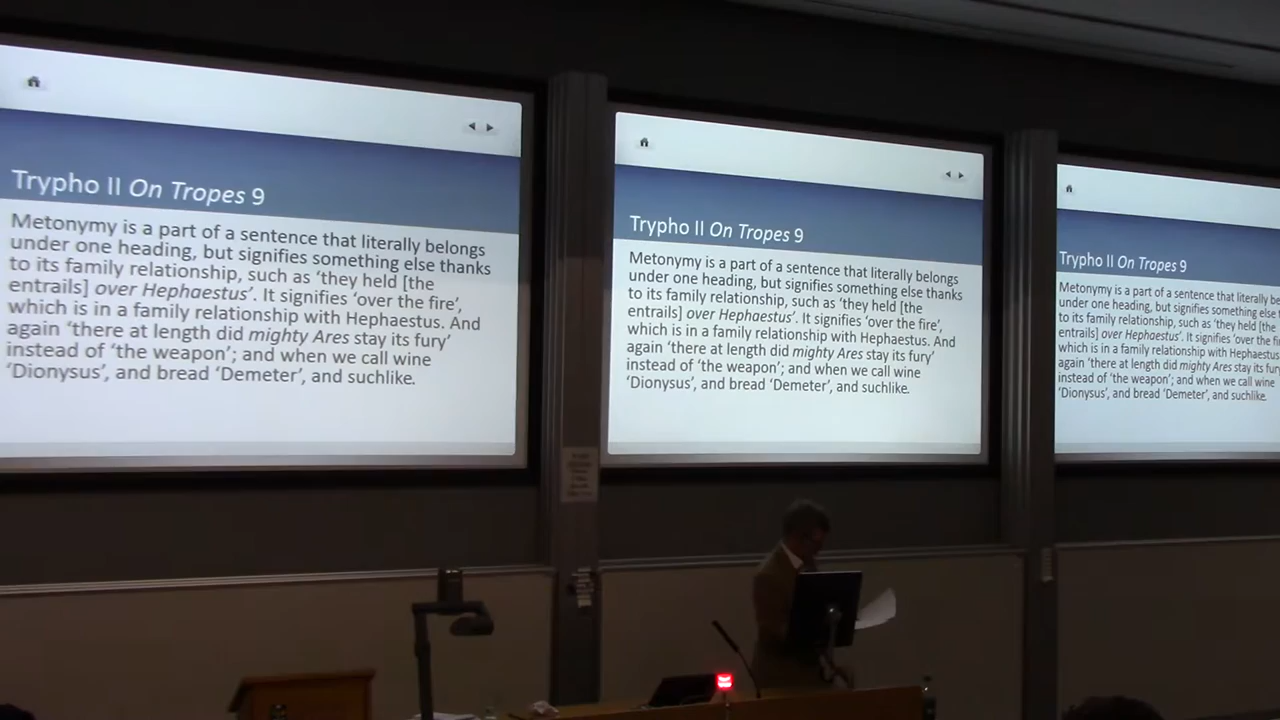 Trypho II On Tropes 9
Metonymy is a part of a sentence that literally belongs
under one heading, but signifies something else thanks
to its family relationship, such as ‘they held [the
entrails] over Hephaestus’. It signifies ‘over the fire’,
which is in a family relationship with Hephaestus. And
again ‘there at length did mighty Ares stay its fury’
instead of ‘the weapon’; and when we call wine
‘Dionysus’, and bread ‘Demeter’, and suchlike.
Trypho II On Tropes 9
Metonymy is a part of a sentence that literally belongs
under one heading, but signifies something else thanks
to its family relationship, such as ‘they held [the
entrails] over Hephaestus’. It signifies ‘over the fire’,
which is in a family relationship with Hephaestus. And
again ‘there at length did mighty Ares stay its fury’
instead of ‘the weapon’; and when we call wine
‘Dionysus’, and bread ‘Demeter’, and suchlike.
Trypho II On Tropes 9
Metonymy is a part of a sentence that literally be
under one heading, but signifies something else
to its family relationship, such as ‘they held [the
entrails] over Hephaestus’. It signifies ‘over the fi
which is in a family relationship with Hephaestus
again ‘there at length did mighty Ares stay its fury
instead of ‘the weapon’; and when we call wine
‘Dionysus’, and bread ‘Demeter’, and suchlike.